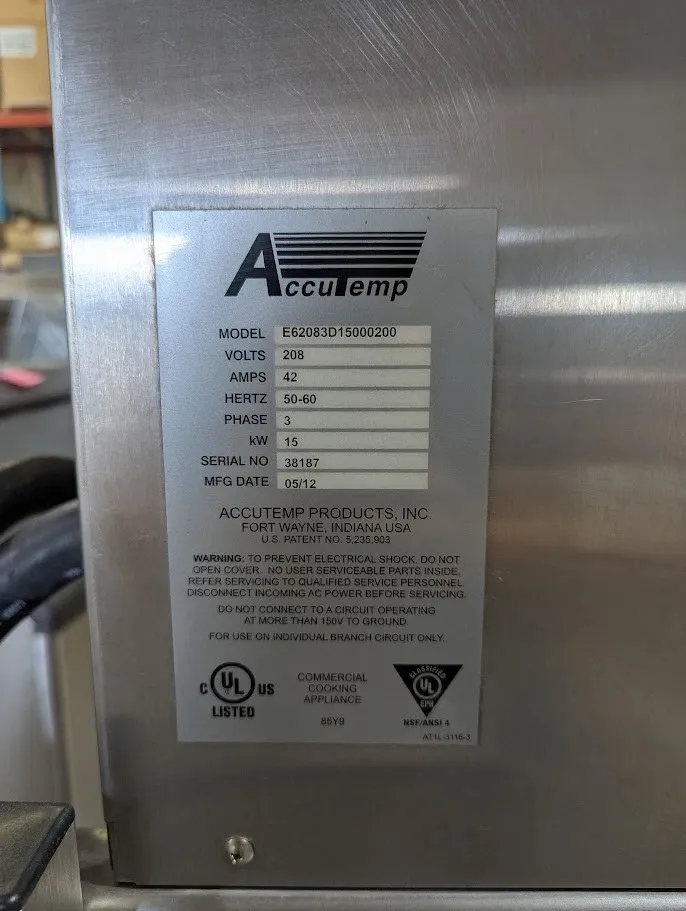 AccuTemp
MODEL E62083D15000200
VOLTS 208
AMPS 42
HERTZ 50-60
PHASE 3
kW 15
SERIAL NO 38187
MFG DATE 05/12
ACCUTEMP PRODUCTS, INC.
FORT WAYNE, INDIANA USA
U.S. PATENT NO. 5,235,903
WARNING: TO PREVENT ELECTRICAL SHOCK, DO NOT
OPEN COVER. NO USER SERVICEABLE PARTS INSIDE.
REFER SERVICING TO QUALIFIED SERVICE PERSONNEL.
DISCONNECT INCOMING AC POWER BEFORE SERVICING.
DO NOT CONNECT TO A CIRCUIT OPERATING
AT MORE THAN 150V TO GROUND.
FOR USE ON INDIVIDUAL BRANCH CIRCUIT ONLY.
C UL US
LISTED
COMMERCIAL
COOKING
APPLIANCE
85Y9
CLASSIFIED
UL
EPH
NSF/ANSI 4
AT1L-3116-3